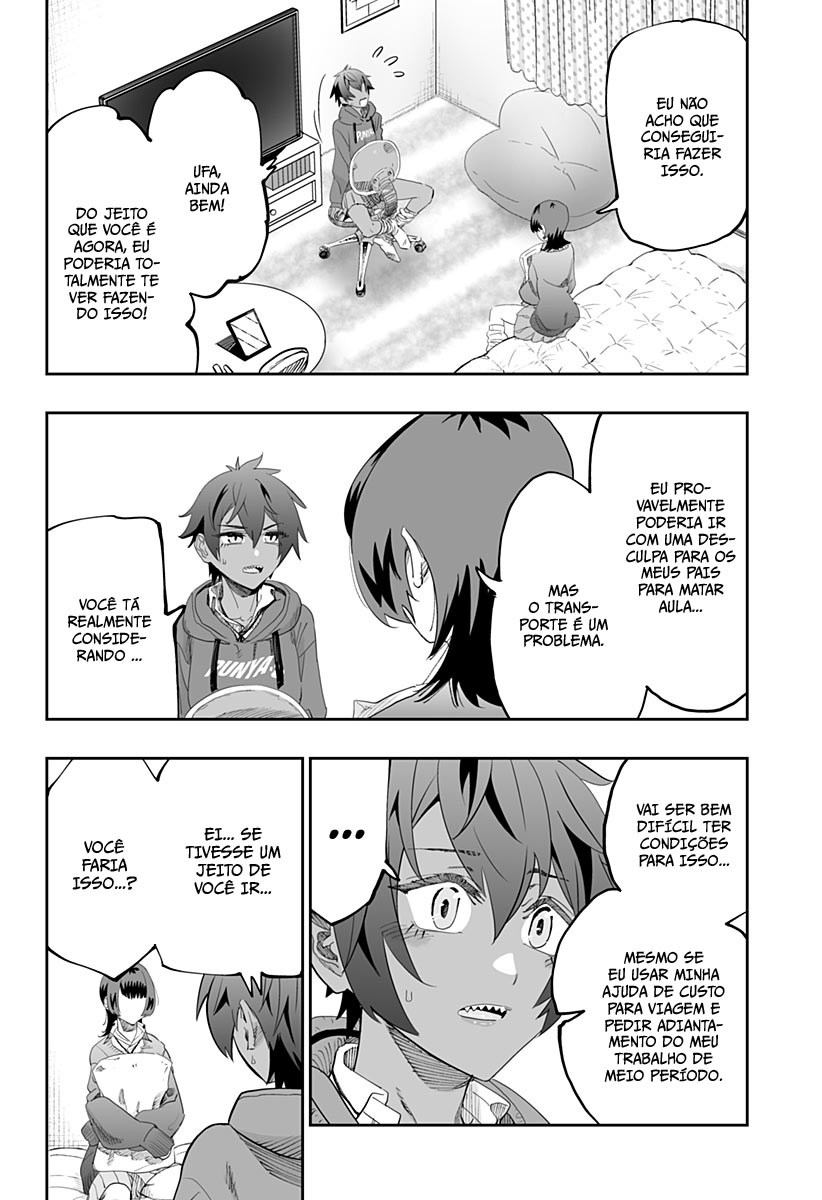 EU NÃO
ACHO QUE
CONSEGUI-
RIA FAZER
ISSO.
UFA,
AINDA
BEM!
DO JEITO
QUE VOCÊ É
AGORA, EU
PODERIA TO-
TALMENTE TE
VER FAZEN-
DO ISSO!
PUNYA
EU PRO-
VAVELMENTE
PODERIA IR
COM UMA DES-
CULPA PARA OS
MEUS PAIS
PARA MATAR
AULA...
MAS
O TRANS-
PORTE É UM
PROBLEMA.
VOCÊ TÁ
REALMENTE
CONSIDE-
RANDO ...
PUNYA
VAI SER BEM
DIFÍCIL TER
CONDIÇÕES
PARA ISSO...
MESMO SE
EU USAR MINHA
AJUDA DE CUSTO
PARA VIAGEM E
PEDIR ADIANTA-
MENTO DO MEU
TRABALHO DE
MEIO PERÍODO.
...
EI... SE
TIVESSE UM
JEITO DE
VOCÊ IR...
VOCÊ
FARIA
ISSO...?